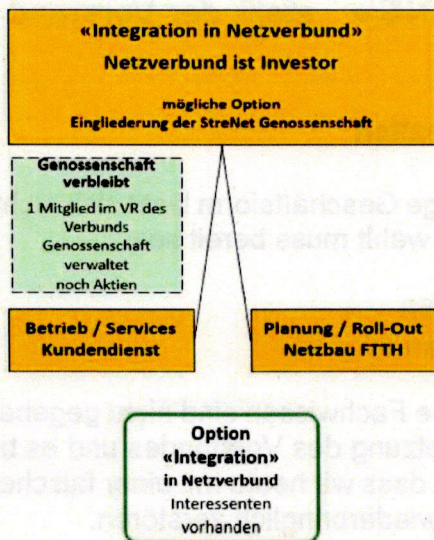 «Integration in Netzverbund»
Netzverbund ist Investor
mögliche Option
Eingliederung der StreNet Genossenschaft
Genossenschaft
verbleibt
1 Mitglied im VR des
Verbunds
Genossenschaft
verwaltet
noch Aktien
Betrieb / Services
Kundendienst
Planung / Roll-Out
Netzbau FTTH
Option
«Integration»
in Netzverbund
Interessenten
vorhanden